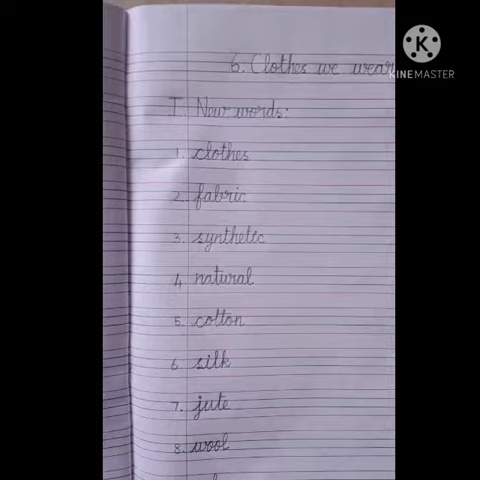 KINEMASTER
6. Clothes we wear
I. New words:
1. clothes
2. fabric
3. synthetic
4. natural
5. cotton
6. silk
7. jute
8. wool